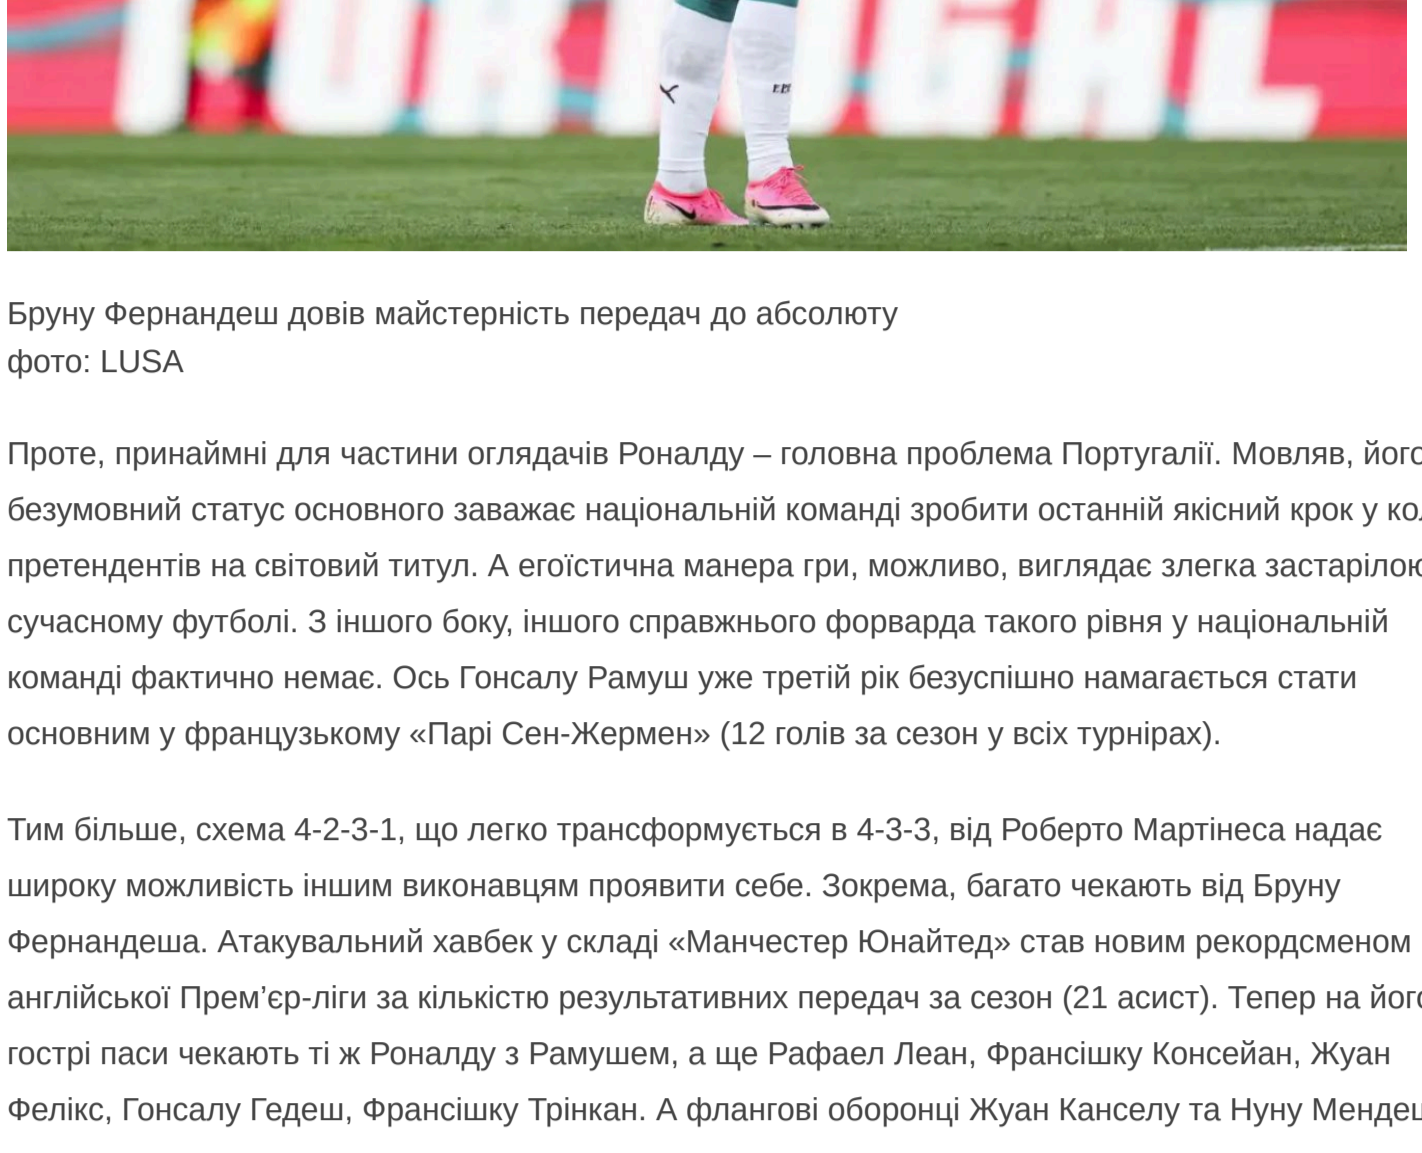 PORTUGAL
Бруну Фернандеш довів майстерність передач до абсолюту
фото: LUSA
Проте, принаймні для частини оглядачів Роналду – головна проблема Португалії. Мовляв, його
безумовний статус основного заважає національній команді зробити останній якісний крок у
претендентів на світовий титул. А егоїстична манера гри, можливо, виглядає злегка
сучасному футболі. З іншого боку, іншого справжнього форварда такого рівня у національній
команді фактично немає. Ось Гонсалу Рамуш уже третій рік безуспішно намагається стати
основним у французькому «Парі Сен-Жермен» (12 голів за сезон у всіх турнірах).
Тим більше, схема 4-2-3-1, що легко трансформується в 4-3-3, від Роберто Мартінеса надає
широку можливість іншим виконавцям проявити себе. Зокрема, багато чекають від Бруну
Фернандеша. Атакувальний хавбек у складі «Манчестер Юнайтед» став новим рекордсменом
англійської Прем’єр-ліги за кількістю результативних передач за сезон (21 асист). Тепер на його
гострі паси чекають ті ж Роналду з Рамушем, а ще Рафаел Леан, Франсішку Консейан, Жуан
Фелікс, Гонсалу Гедеш, Франсішку Трінкан. А флангові оборонці Жуан Канселу та Нуну